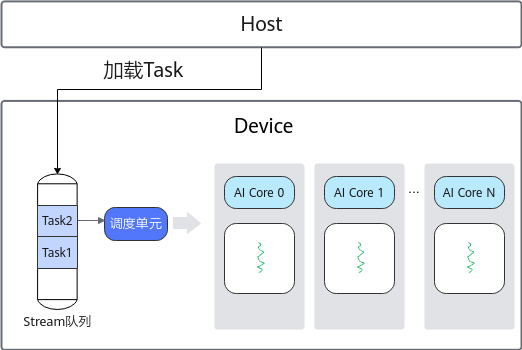 Host
加载Task
Device
AI Core 0
AI Core 1
...
AI Core N
Task2
调度单元
Task1
Stream队列